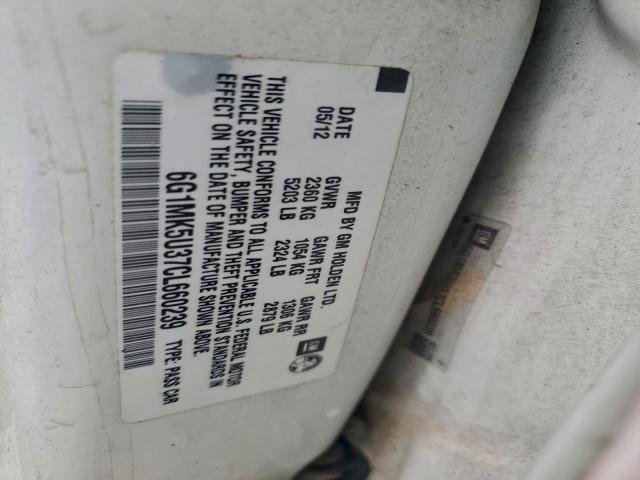 MFD BY GM HOLDEN LTD.
DATE GVWR GAWR FRT GAWR RR
05/12 2360 KG 1054 KG 1306 KG
5203 LB 2324 LB 2879 LB
THIS VEHICLE CONFORMS TO ALL APPLICABLE U.S. FEDERAL MOTOR
VEHICLE SAFETY, BUMPER AND THEFT PREVENTION STANDARDS IN
EFFECT ON THE DATE OF MANUFACTURE SHOWN ABOVE.
6G1MK5U37CL660239 TYPE: PASS CAR
GM
GM